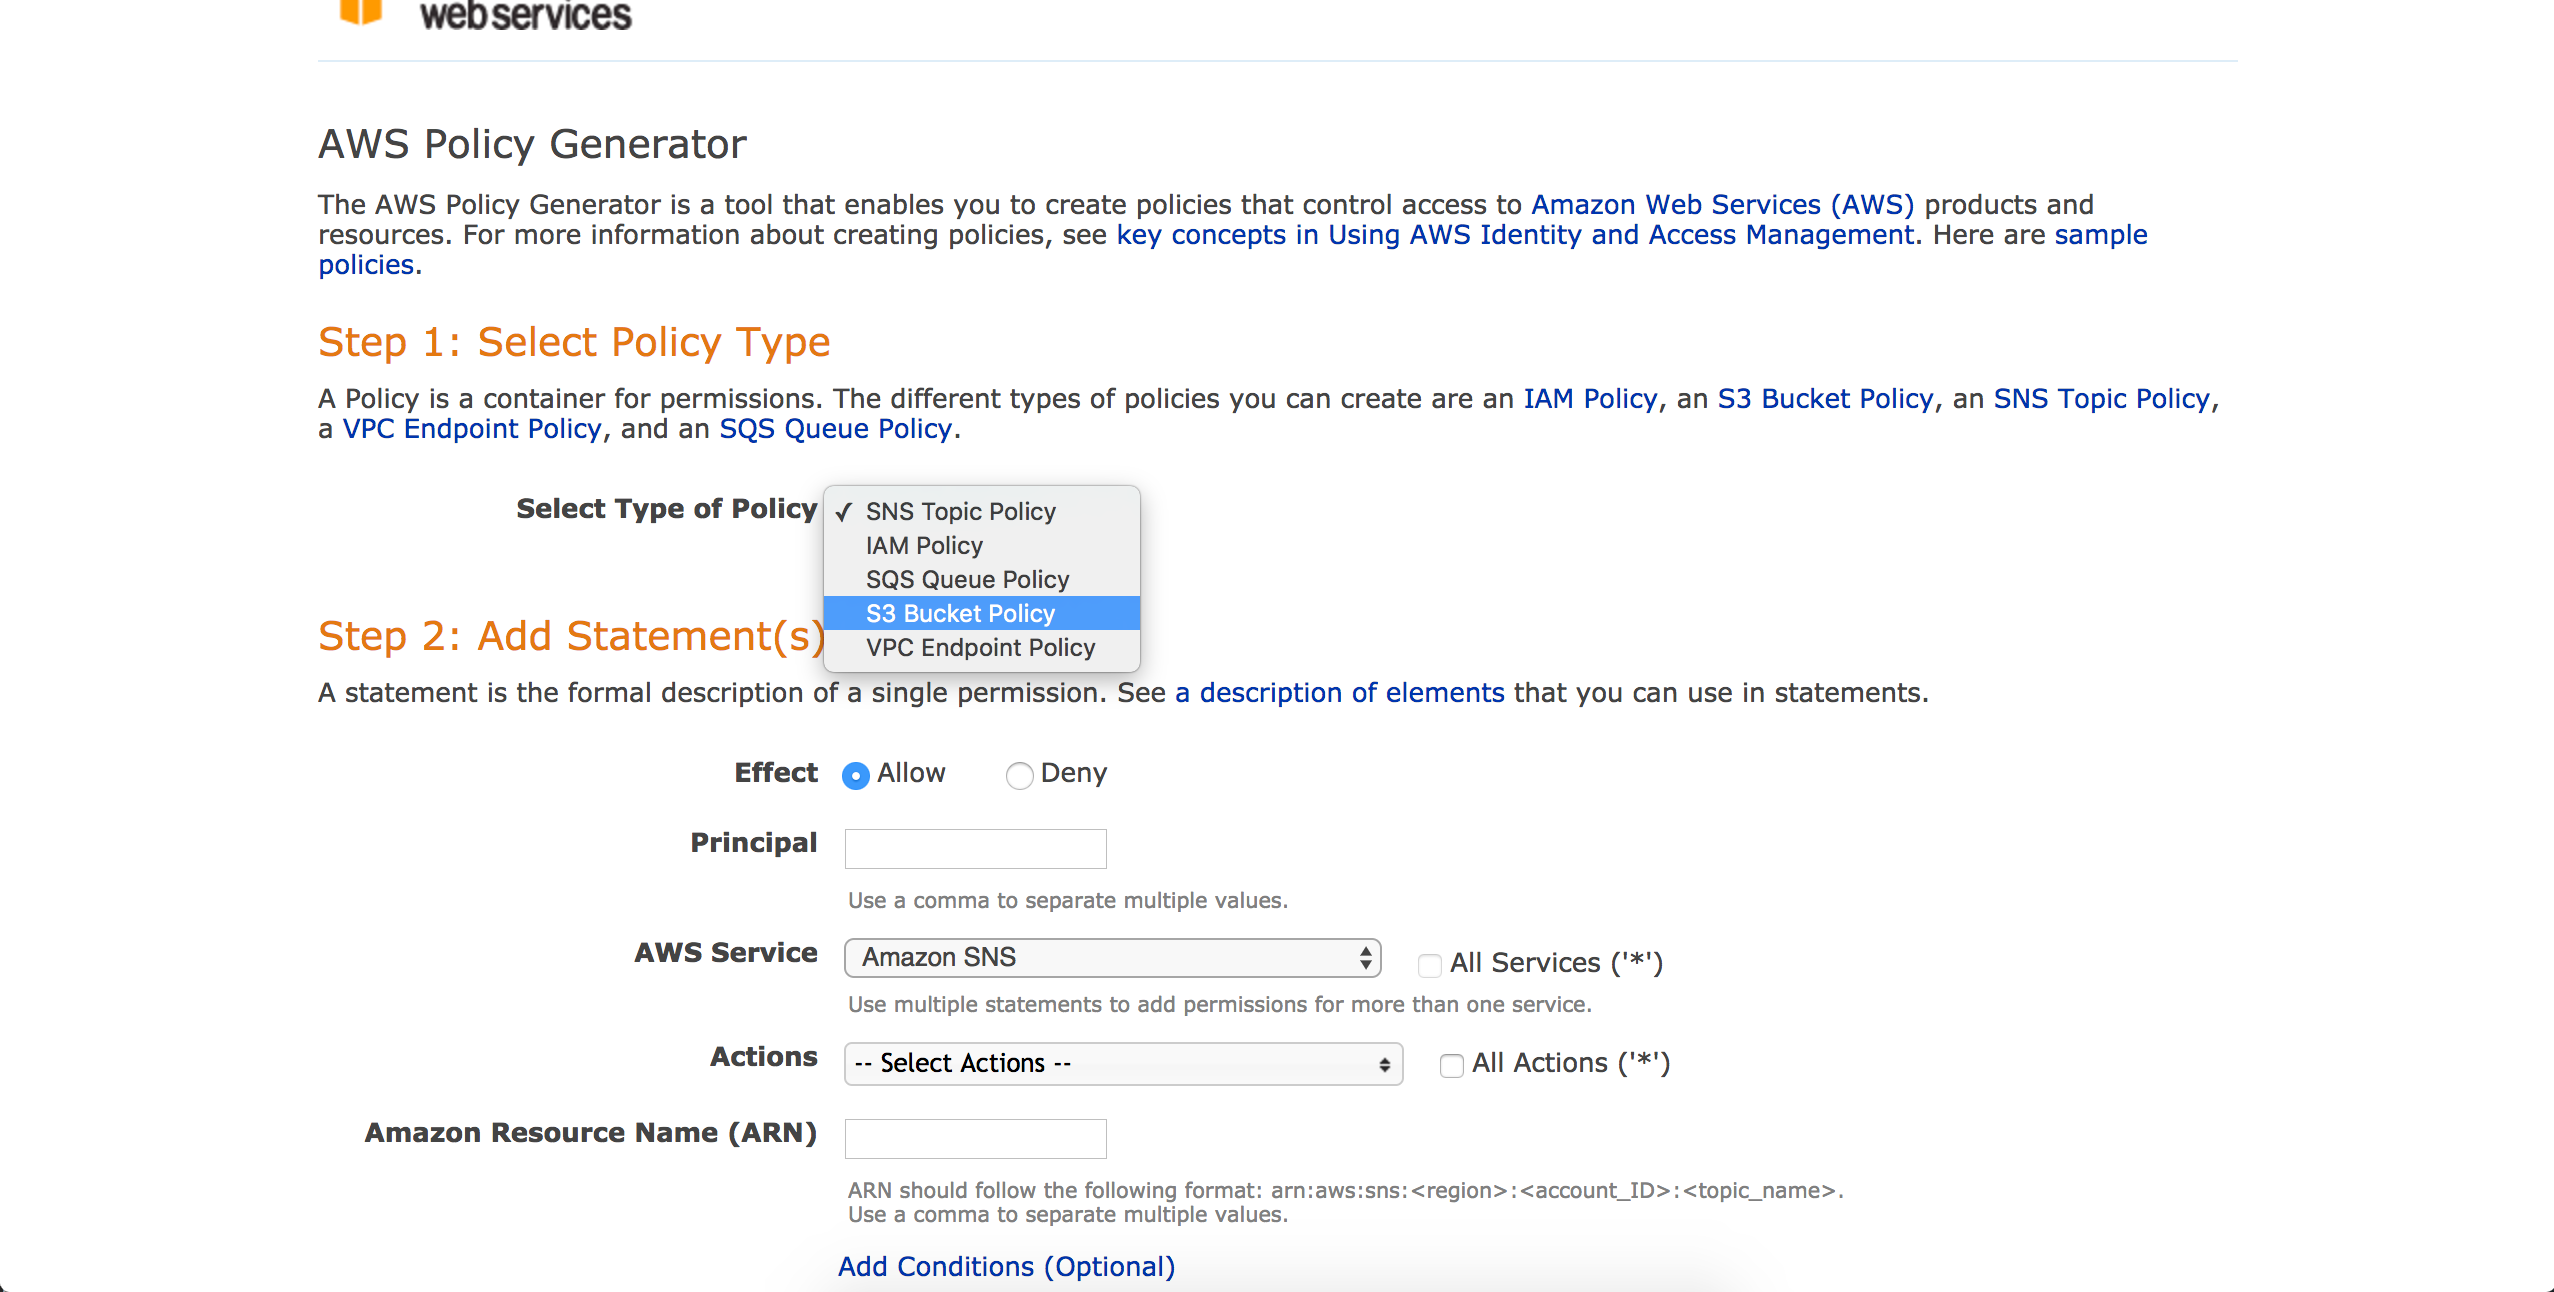 webservices
AWS Policy Generator
The AWS Policy Generator is a tool that enables you to create policies that control access to Amazon Web Services (AWS) products and
resources. For more information about creating policies, see key concepts in Using AWS Identity and Access Management. Here are sample
policies.
Step 1: Select Policy Type
A Policy is a container for permissions. The different types of policies you can create are an IAM Policy, an S3 Bucket Policy, an SNS Topic Policy,
a VPC Endpoint Policy, and an SQS Queue Policy.
Select Type of Policy ✓ SNS Topic Policy
IAM Policy
SQS Queue Policy
S3 Bucket Policy
VPC Endpoint Policy
Step 2: Add Statement(s)
A statement is the formal description of a single permission. See a description of elements that you can use in statements.
Effect Allow Deny
Principal
Use a comma to separate multiple values.
AWS Service Amazon SNS All Services ('*')
Use multiple statements to add permissions for more than one service.
Actions -- Select Actions -- All Actions ('*')
Amazon Resource Name (ARN)
ARN should follow the following format: arn:aws:sns:<region>:<account_ID>:<topic_name>.
Use a comma to separate multiple values.
Add Conditions (Optional)